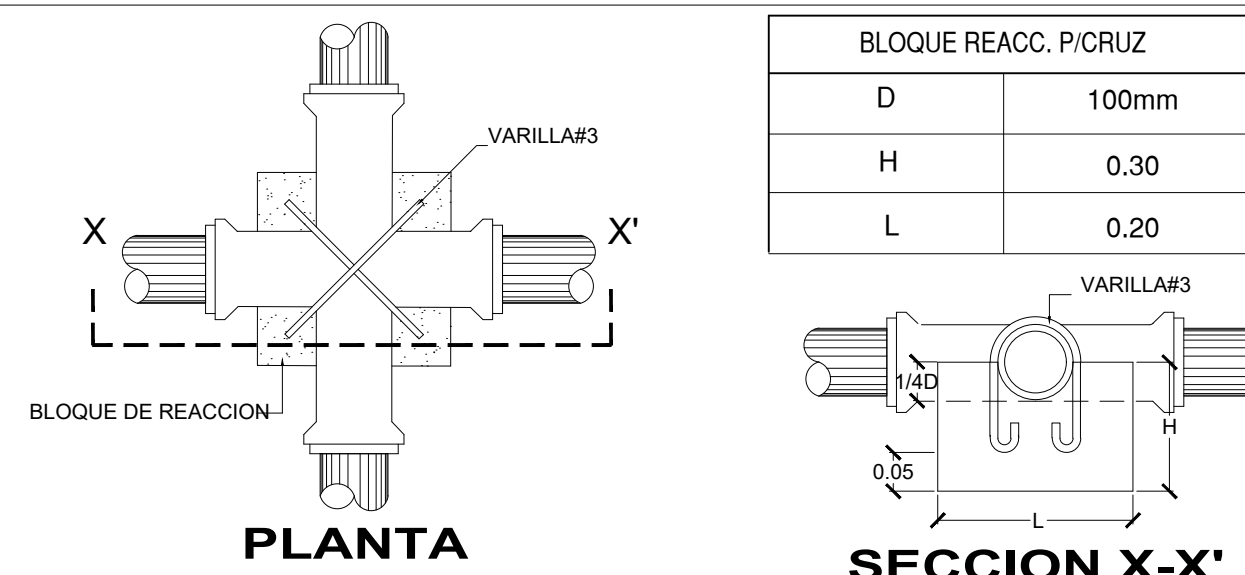 VARILLA#3
X
X'
BLOQUE DE REACCION
PLANTA
BLOQUE REACC. P/CRUZ
D 100mm
H 0.30
L 0.20
VARILLA#3
1/4D
H
0.05
L
SECCION X-X'